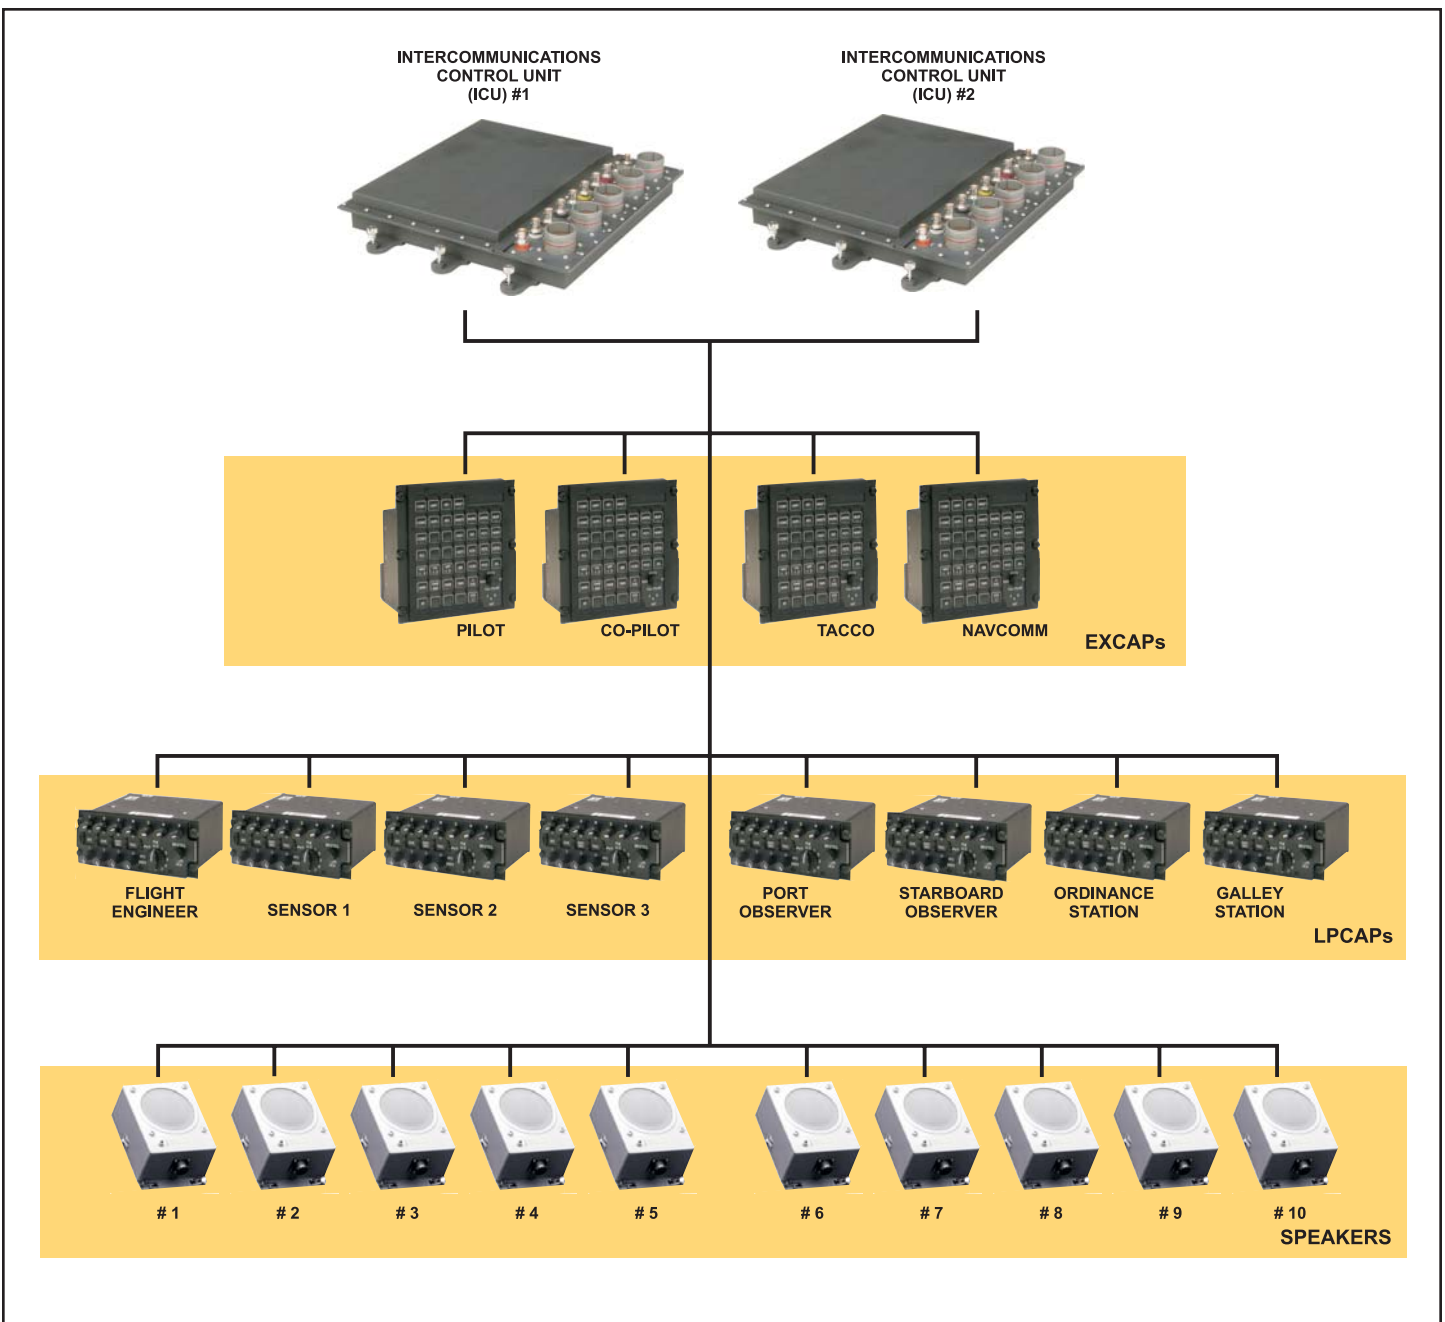 INTERCOMMUNICATIONS
CONTROL UNIT
(ICU) #1
INTERCOMMUNICATIONS
CONTROL UNIT
(ICU) #2
PILOT
CO-PILOT
TACCO
NAVCOMM
EXCAPs
FLIGHT
ENGINEER
SENSOR 1
SENSOR 2
SENSOR 3
PORT
OBSERVER
STARBOARD
OBSERVER
ORDINANCE
STATION
GALLEY
STATION
LPCAPs
# 1
# 2
# 3
# 4
# 5
# 6
# 7
# 8
# 9
# 10
SPEAKERS